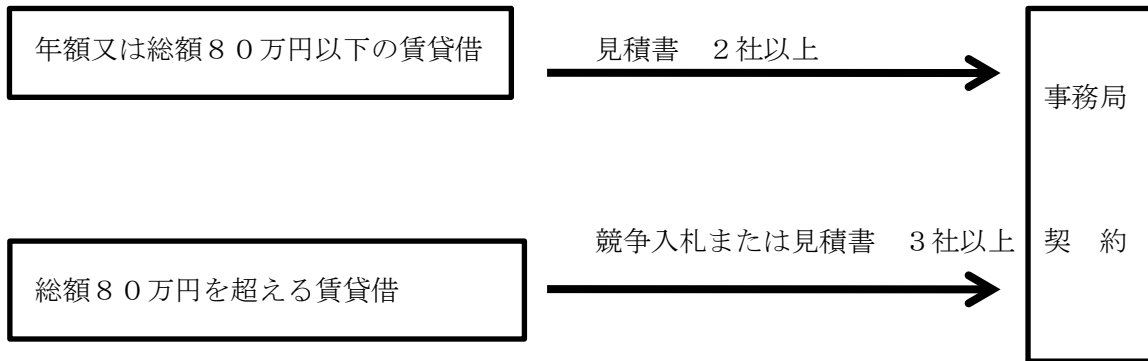 年額又は総額８０万円以下の賃貸借
見積書　２社以上
事務局
競争入札または見積書　３社以上
契　約
総額８０万円を超える賃貸借